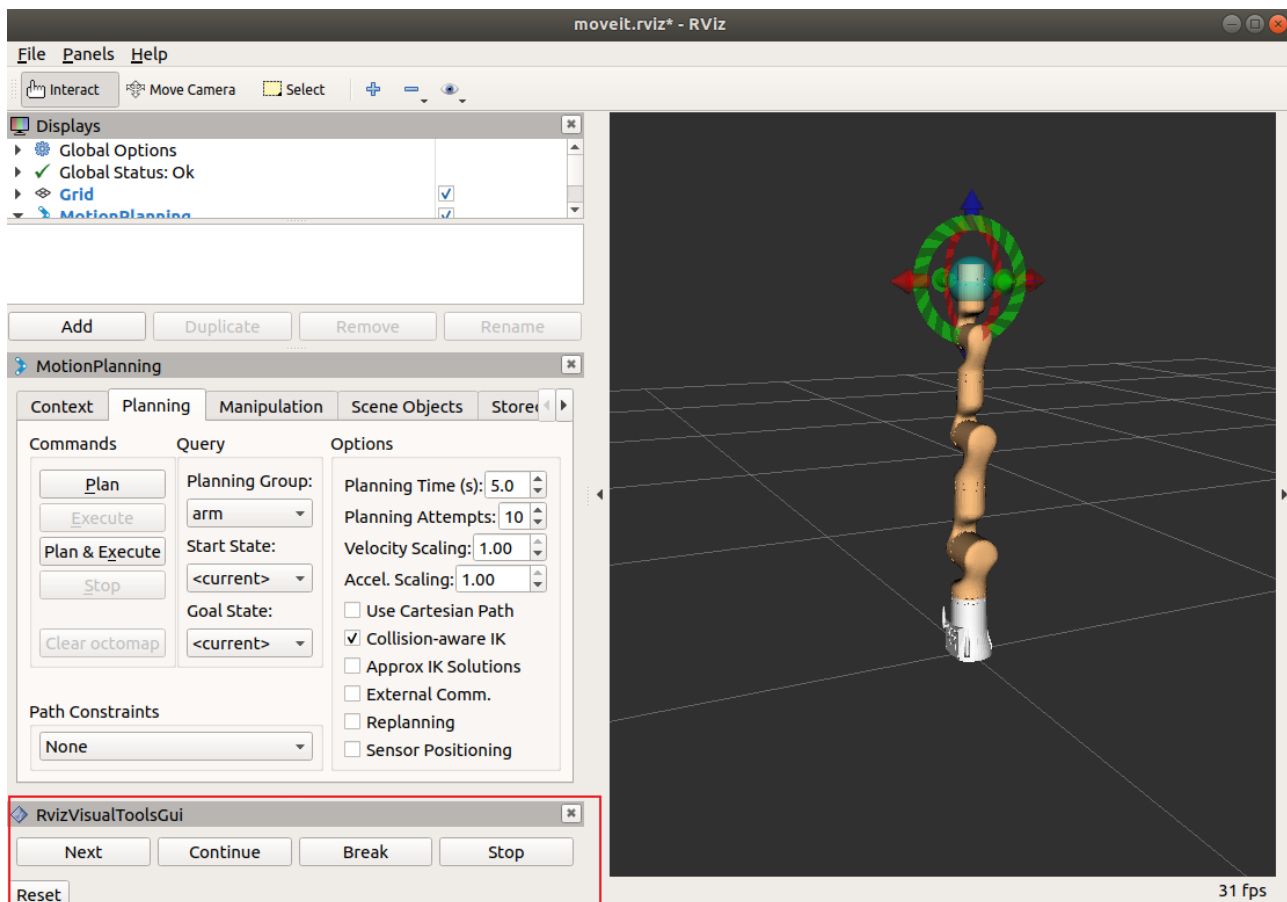 moveit.rviz* - RViz
File Panels Help
Interact Move Camera Select
Displays
Global Options
Global Status: Ok
Grid
MotionPlanning
Add Duplicate Remove Rename
MotionPlanning
Context Planning Manipulation Scene Objects Store
Commands Query Options
Plan
Execute
Plan & Execute
Stop
Clear octomap
Planning Group:
arm
Start State:
<current>
Goal State:
<current>
Planning Time (s): 5.0
Planning Attempts: 10
Velocity Scaling: 1.00
Accel. Scaling: 1.00
Use Cartesian Path
Collision-aware IK
Approx IK Solutions
External Comm.
Replanning
Sensor Positioning
Path Constraints
None
RvizVisualToolsGui
Next Continue Break Stop
Reset
31 fps